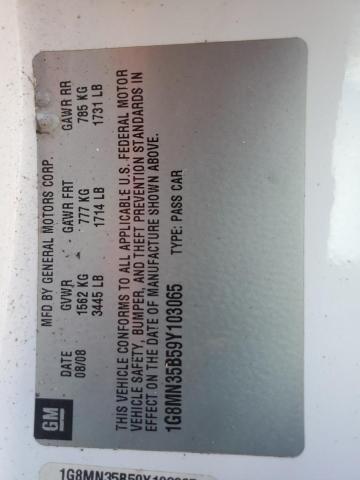 MFD BY GENERAL MOTORS CORP.
DATE GVWR GAWR FRT GAWR RR
08/08 1562 KG 777 KG 785 KG
3445 LB 1714 LB 1731 LB
THIS VEHICLE CONFORMS TO ALL APPLICABLE U.S. FEDERAL MOTOR
VEHICLE SAFETY, BUMPER, AND THEFT PREVENTION STANDARDS IN
EFFECT ON THE DATE OF MANUFACTURE SHOWN ABOVE.
1G8MN35B59Y103065 TYPE: PASS CAR
GM
1G8MN35B59Y103065